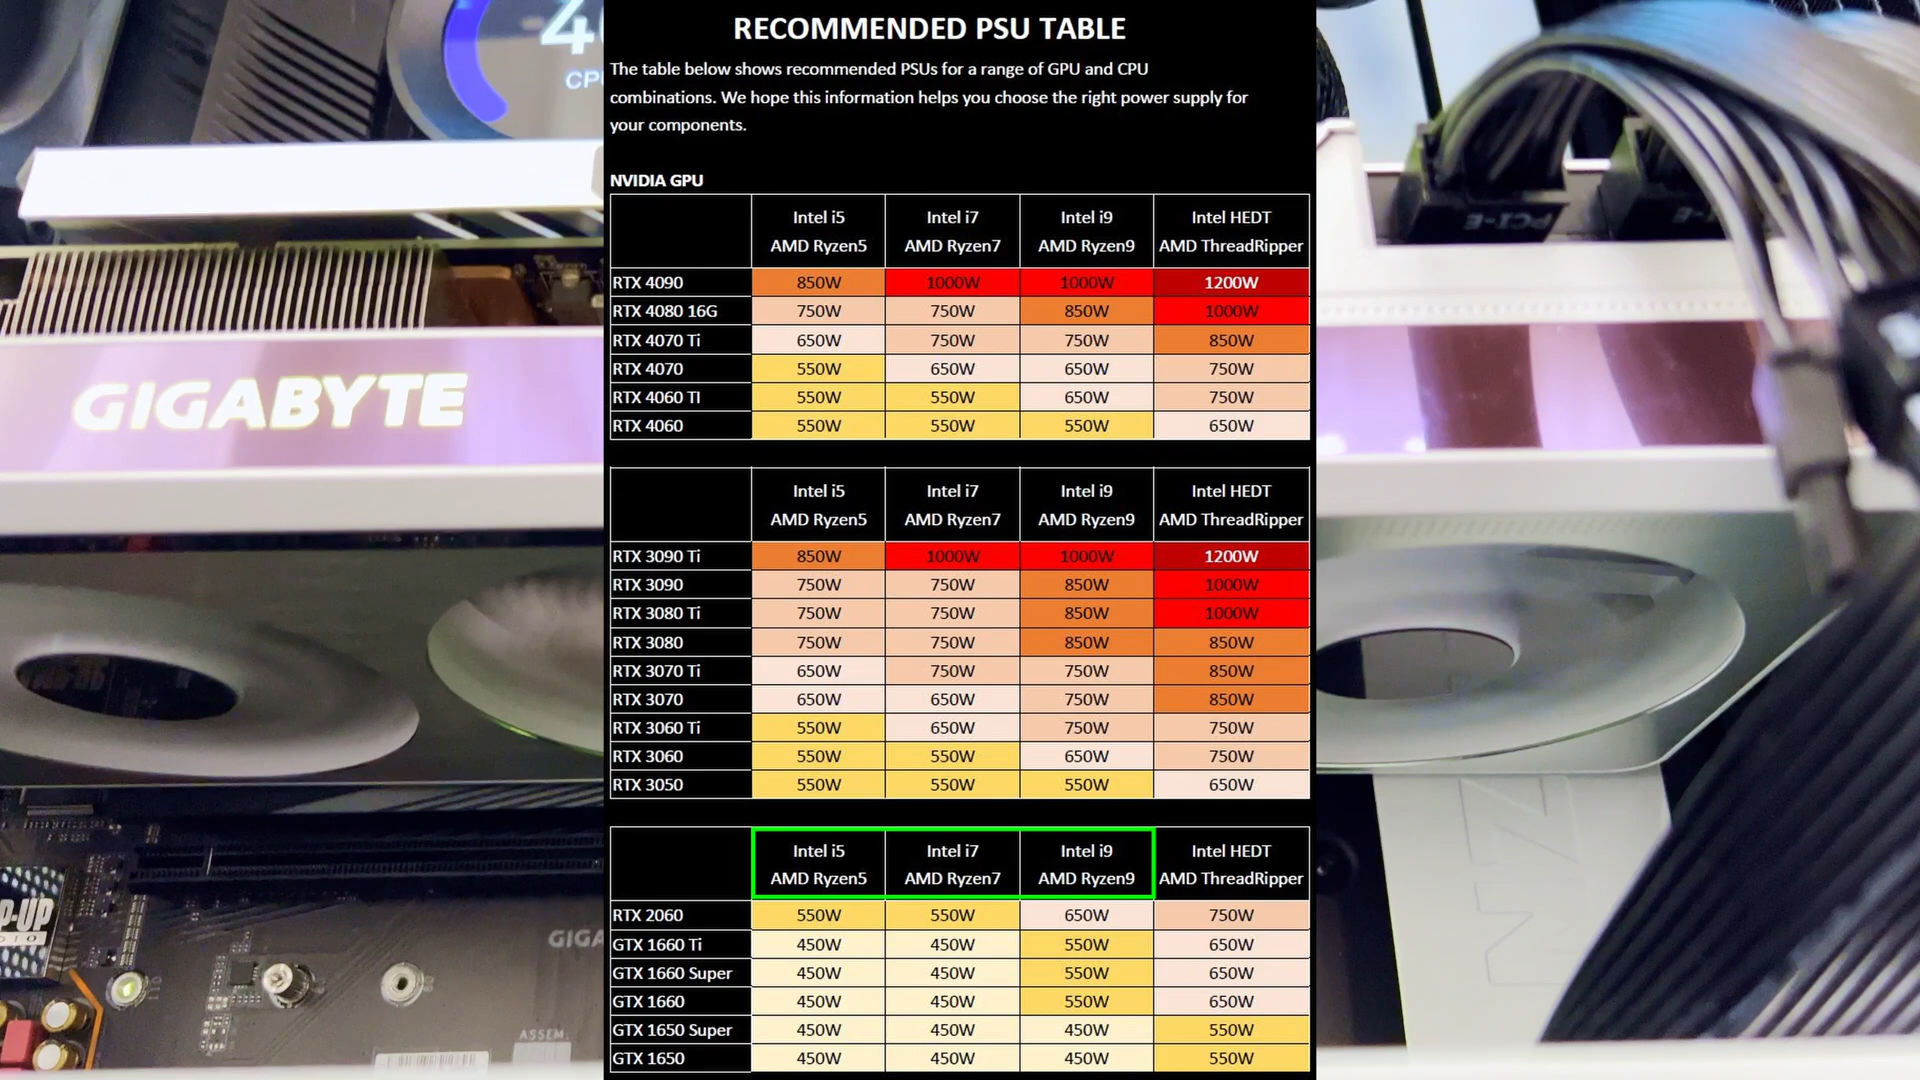 RECOMMENDED PSU TABLE
The table below shows recommended PSUs for a range of GPU and CPU
combinations. We hope this information helps you choose the right power supply for
your components.
NVIDIA GPU
Intel i5 Intel i7 Intel i9 Intel HEDT
AMD Ryzen5 AMD Ryzen7 AMD Ryzen9 AMD ThreadRipper
RTX 4090 850W 1000W 1000W 1200W
RTX 4080 16G 750W 750W 850W 1000W
RTX 4070 Ti 650W 750W 750W 850W
RTX 4070 550W 650W 650W 750W
RTX 4060 TI 550W 550W 650W 750W
RTX 4060 550W 550W 550W 650W
Intel i5 Intel i7 Intel i9 Intel HEDT
AMD Ryzen5 AMD Ryzen7 AMD Ryzen9 AMD ThreadRipper
RTX 3090 Ti 850W 1000W 1000W 1200W
RTX 3090 750W 750W 850W 1000W
RTX 3080 Ti 750W 750W 850W 1000W
RTX 3080 750W 750W 850W 850W
RTX 3070 Ti 650W 750W 750W 850W
RTX 3070 650W 650W 750W 850W
RTX 3060 Ti 550W 650W 750W 750W
RTX 3060 550W 550W 650W 750W
RTX 3050 550W 550W 550W 650W
Intel i5 Intel i7 Intel i9 Intel HEDT
AMD Ryzen5 AMD Ryzen7 AMD Ryzen9 AMD ThreadRipper
RTX 2060 550W 550W 650W 750W
GTX 1660 Ti 450W 450W 550W 650W
GTX 1660 Super 450W 450W 550W 650W
GTX 1660 450W 450W 550W 650W
GTX 1650 Super 450W 450W 450W 550W
GTX 1650 450W 450W 450W 550W
GIGABYTE
PCI-E
PCI-E
NZ
GIGA
P-UP
ASSEM
CP